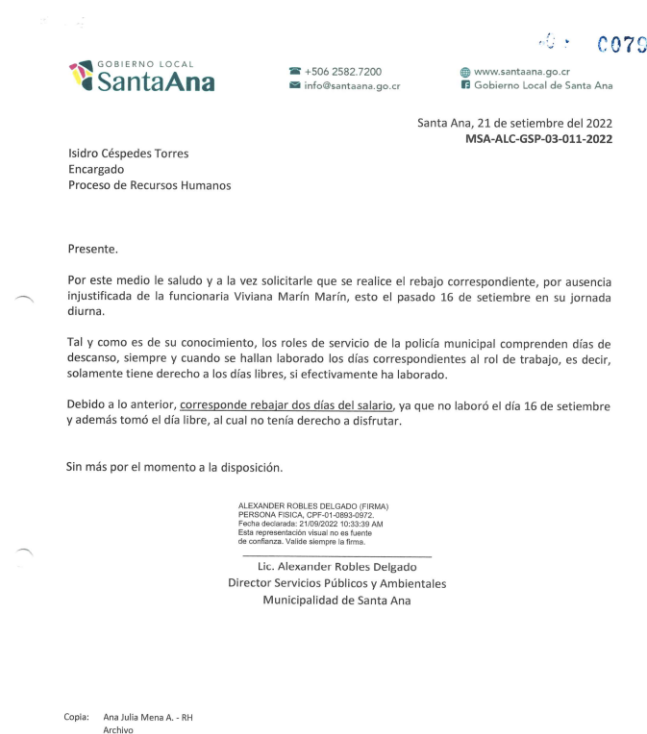 0079
GOBIERNO LOCAL
SantaAna
+506 2582.7200
info@santaana.go.cr
www.santaana.go.cr
Gobierno Local de Santa Ana
Santa Ana, 21 de setiembre del 2022
MSA-ALC-GSP-03-011-2022
Isidro Céspedes Torres
Encargado
Proceso de Recursos Humanos
Presente.
Por este medio le saludo y a la vez solicitarle que se realice el rebajo correspondiente, por ausencia
injustificada de la funcionaria Viviana Marín Marín, esto el pasado 16 de setiembre en su jornada
diurna.
Tal y como es de su conocimiento, los roles de servicio de la policía municipal comprenden días de
descanso, siempre y cuando se hallan laborado los días correspondientes al rol de trabajo, es decir,
solamente tiene derecho a los días libres, si efectivamente ha laborado.
Debido a lo anterior, corresponde rebajar dos días del salario, ya que no laboró el día 16 de setiembre
y además tomó el día libre, al cual no tenía derecho a disfrutar.
Sin más por el momento a la disposición.
ALEXANDER ROBLES DELGADO (FIRMA)
PERSONA FISICA, CPF-01-0893-0972.
Fecha declarada: 21/09/2022 10:33:39 AM
Esta representación visual no es fuente
de confianza. Valide siempre la firma.
Lic. Alexander Robles Delgado
Director Servicios Públicos y Ambientales
Municipalidad de Santa Ana
Copia: Ana Julia Mena A. - RH
Archivo